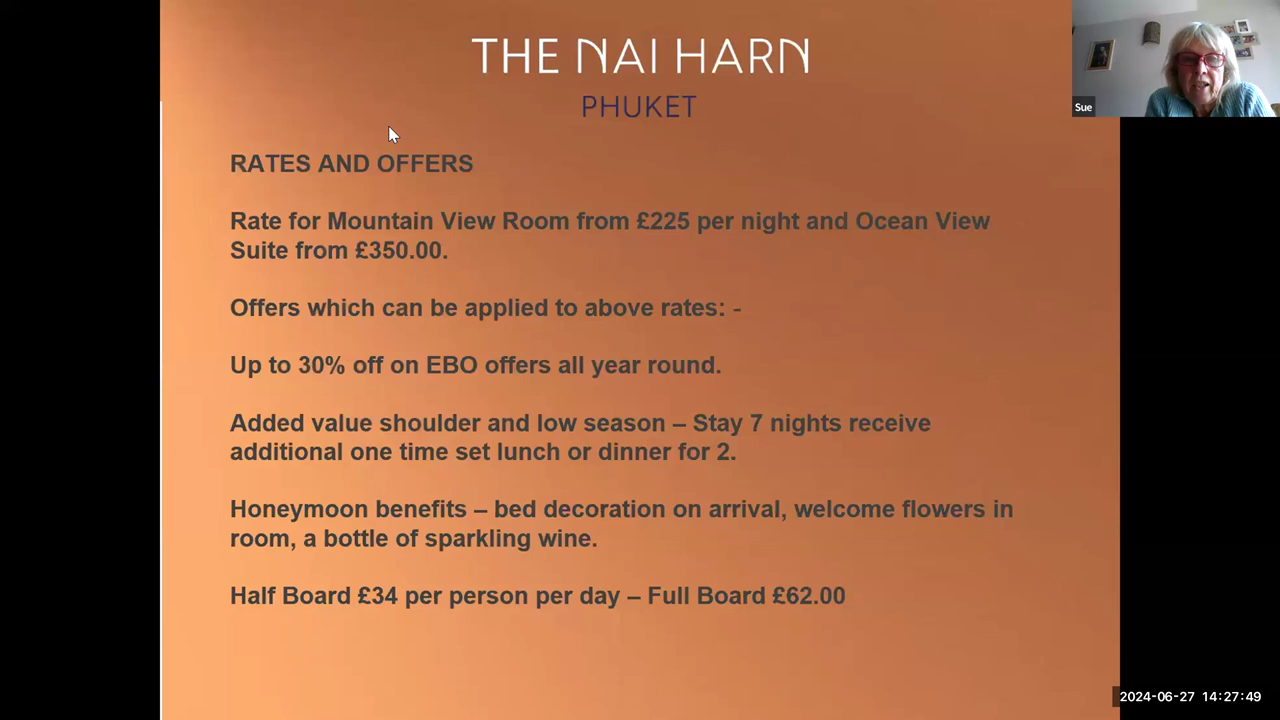 THE NAI HARN
PHUKET
Sue
RATES AND OFFERS
Rate for Mountain View Room from £225 per night and Ocean View
Suite from £350.00.
Offers which can be applied to above rates: -
Up to 30% off on EBO offers all year round.
Added value shoulder and low season – Stay 7 nights receive
additional one time set lunch or dinner for 2.
Honeymoon benefits – bed decoration on arrival, welcome flowers in
room, a bottle of sparkling wine.
Half Board £34 per person per day – Full Board £62.00
2024-06-27 14:27:49